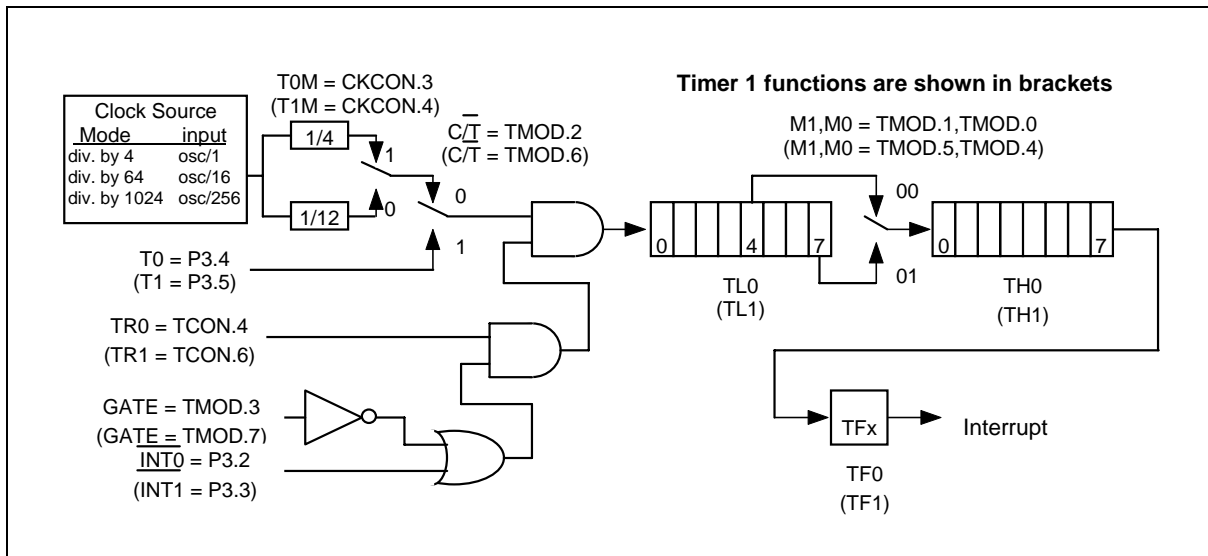 Timer 1 functions are shown in brackets
T0M = CKCON.3
(T1M = CKCON.4)
Clock Source
Mode input
div. by 4 osc/1
div. by 64 osc/16
div. by 1024 osc/256
1/4
1/12
1
0
C/T = TMOD.2
(C/T = TMOD.6)
0
1
M1,M0 = TMOD.1,TMOD.0
(M1,M0 = TMOD.5,TMOD.4)
T0 = P3.4
(T1 = P3.5)
0 4 7
TL0
(TL1)
00
01
0 7
TH0
(TH1)
TR0 = TCON.4
(TR1 = TCON.6)
GATE = TMOD.3
(GATE = TMOD.7)
INT0 = P3.2
(INT1 = P3.3)
TFx
Interrupt
TF0
(TF1)